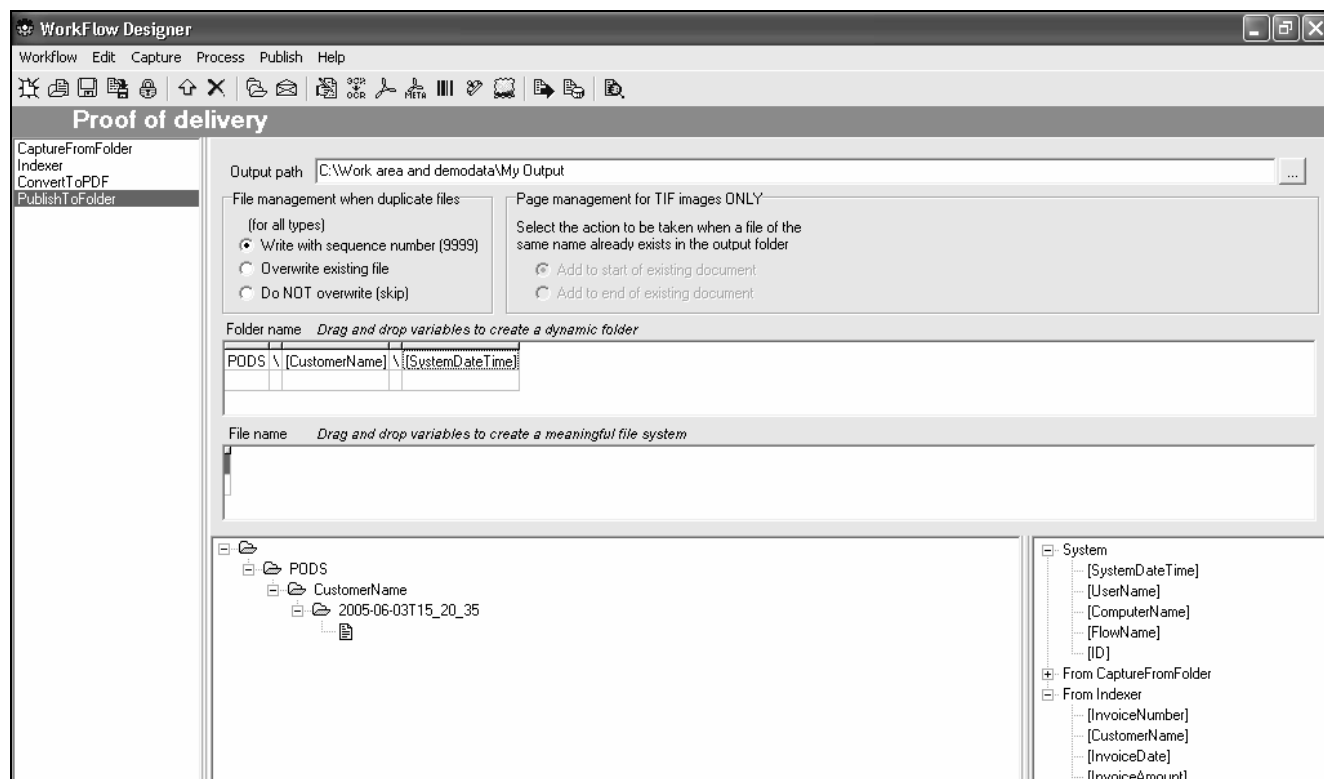 WorkFlow Designer
Workflow Edit Capture Process Publish Help
OCR META
Proof of delivery
CaptureFromFolder
Indexer
ConvertToPDF
PublishToFolder
Output path C:\Work area and demodata\My Output ...
File management when duplicate files
(for all types)
Write with sequence number (9999)
Overwrite existing file
Do NOT overwrite (skip)
Page management for TIF images ONLY
Select the action to be taken when a file of the
same name already exists in the output folder
Add to start of existing document
Add to end of existing document
Folder name Drag and drop variables to create a dynamic folder
PODS \ [CustomerName] \ [SystemDateTime]
File name Drag and drop variables to create a meaningful file system
PODS
CustomerName
2005-06-03T15_20_35
System
[SystemDateTime]
[UserName]
[ComputerName]
[FlowName]
[ID]
From CaptureFromFolder
From Indexer
[InvoiceNumber]
[CustomerName]
[InvoiceDate]
[InvoiceAmount]